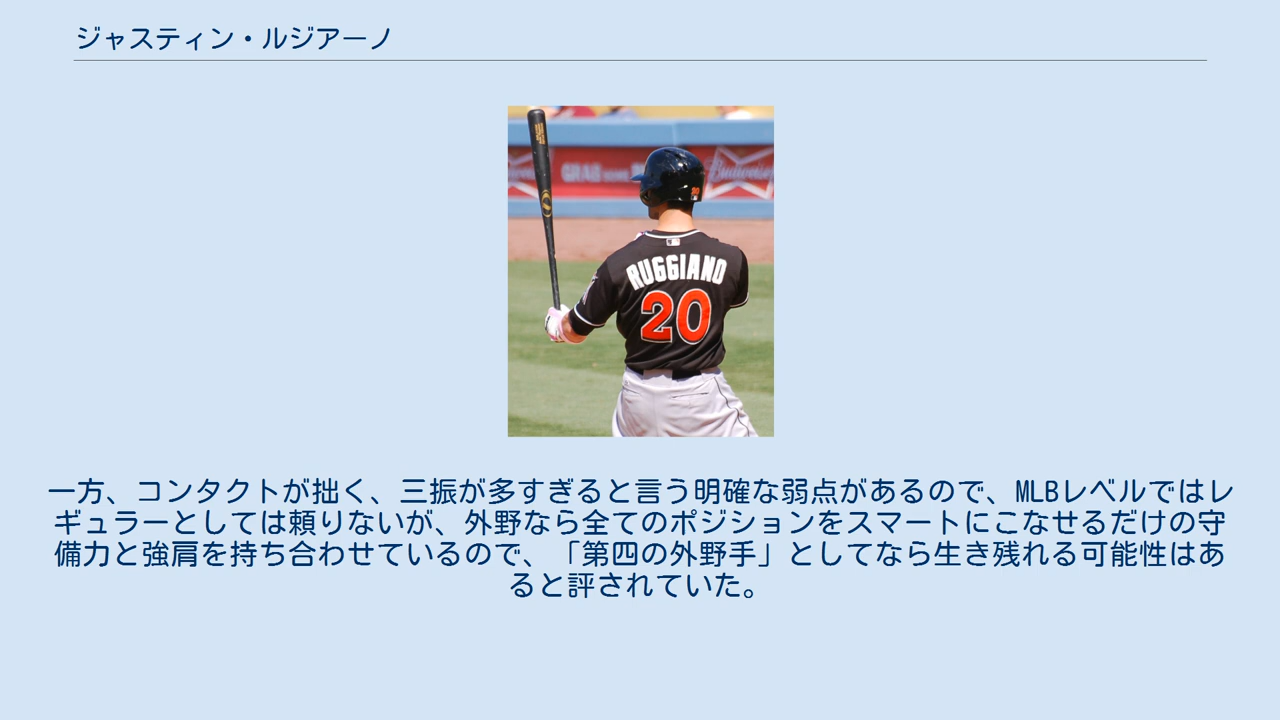 ジャスティン・ルジアーノ
Budweiser
GRAB SOME
RUGGIANO
20
一方、コンタクトが拙く、三振が多すぎると言う明確な弱点があるので、MLBレベルではレ
ギュラーとしては頼りないが、外野なら全てのポジションをスマートにこなせるだけの守
備力と強肩を持ち合わせているので、「第四の外野手」としてなら生き残れる可能性はあ
ると評されていた。